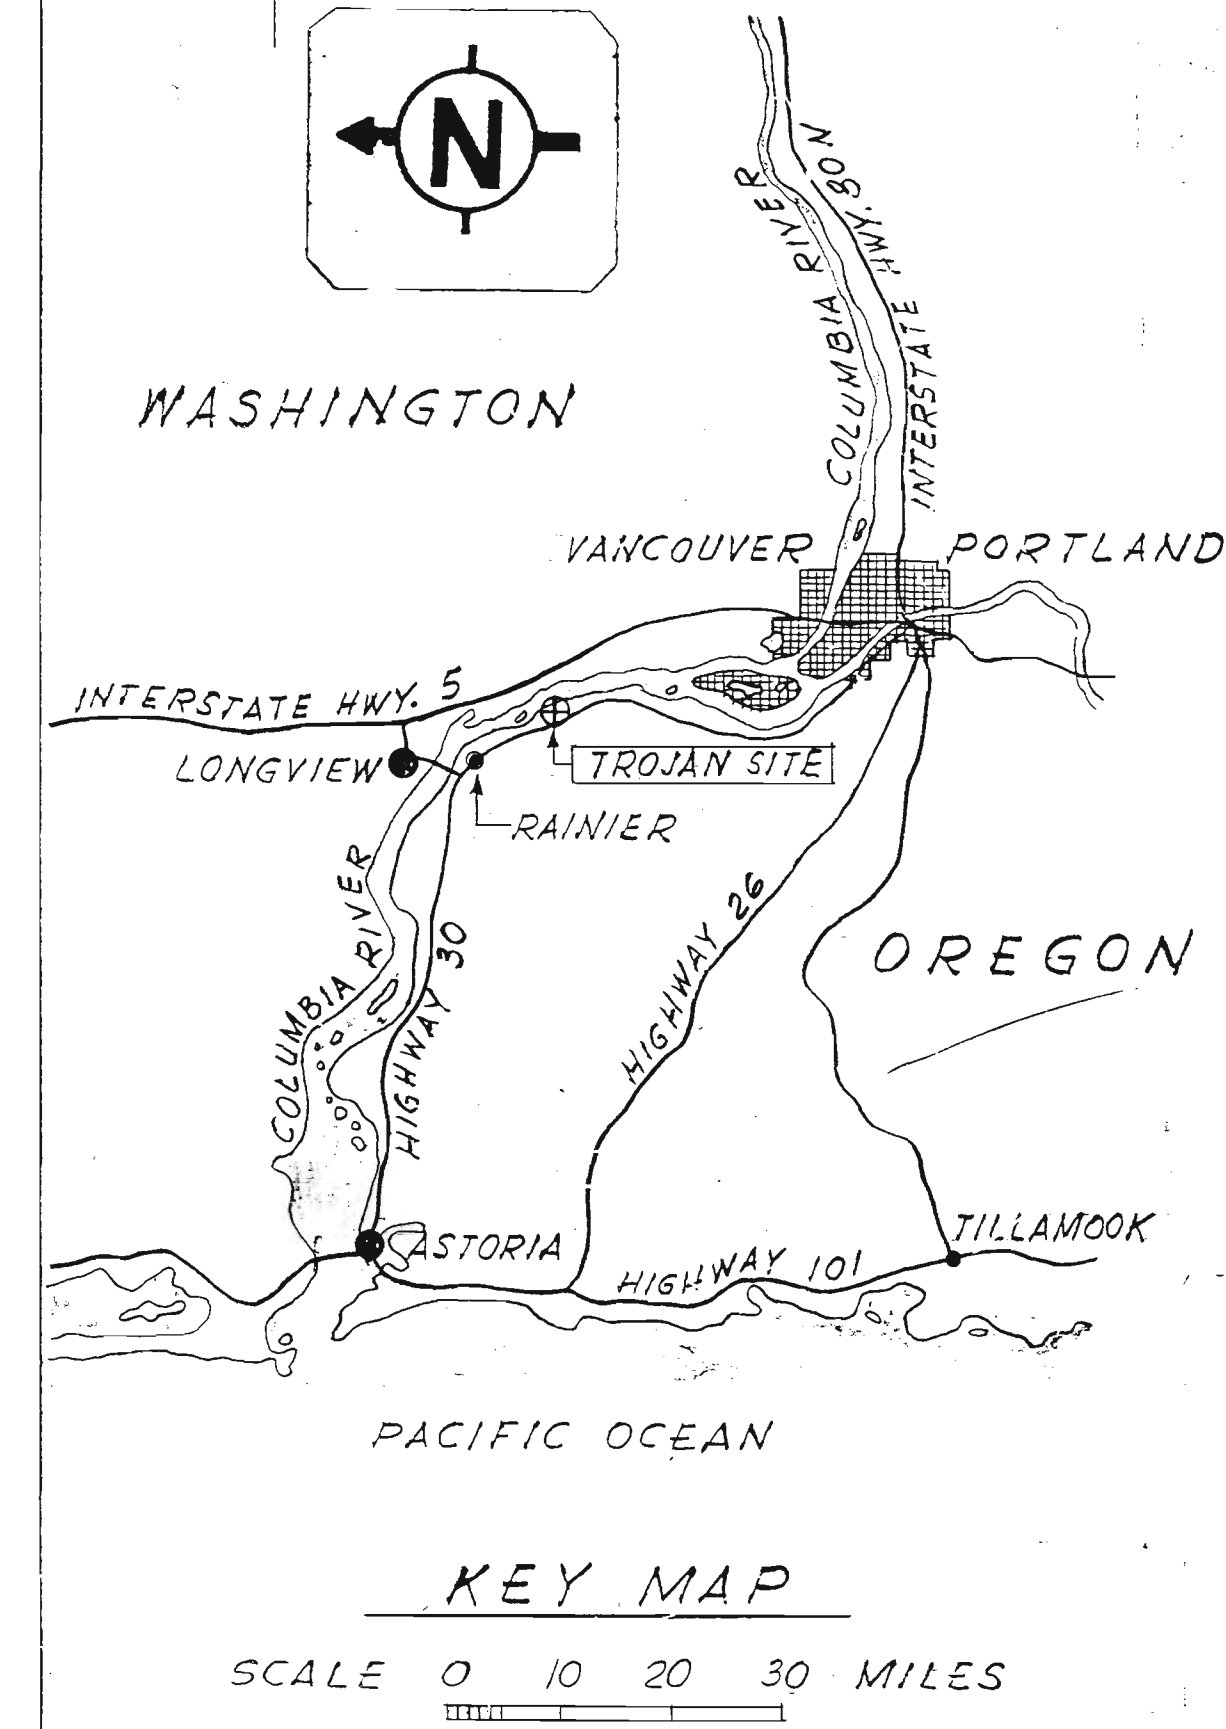 N
COLUMBIA RIVER
INTERSTATE HWY. 80N
WASHINGTON
VANCOUVER
PORTLAND
INTERSTATE HWY. 5
LONGVIEW
TROJAN SITE
RAINIER
COLUMBIA RIVER
HIGHWAY 30
HIGHWAY 26
OREGON
ASTORIA
HIGHWAY 101
TILLAMOOK
PACIFIC OCEAN
KEY MAP
SCALE 0 10 20 30 MILES